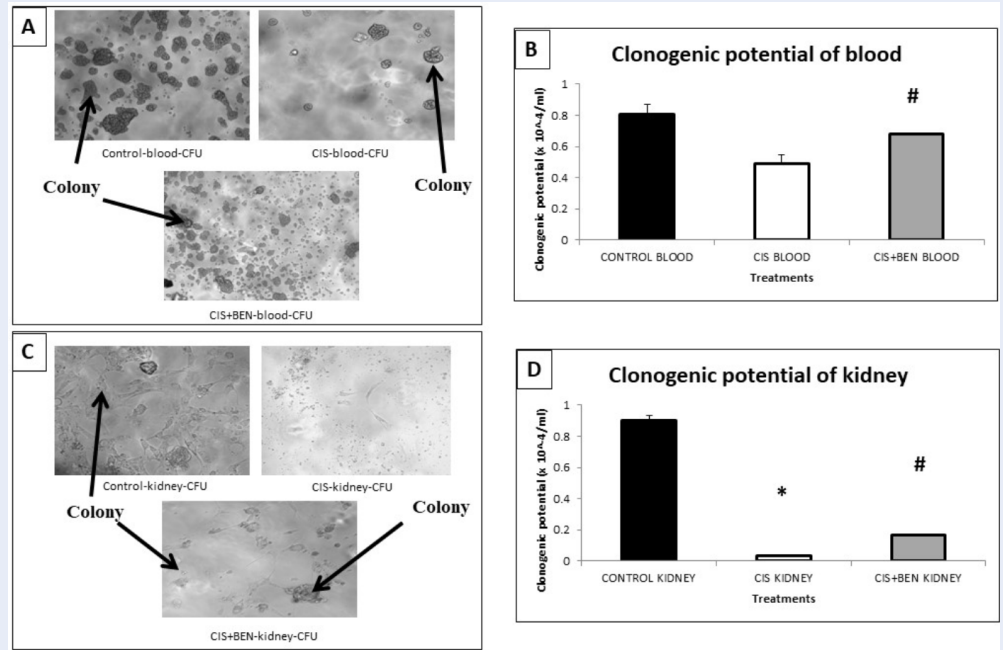 A
Control-blood-CFU
CIS-blood-CFU
Colony
Colony
CIS+BEN-blood-CFU
B
Clonogenic potential of blood
Clonogenic potential (x 10^-4/ml)
1
0.8
0.6
0.4
0.2
0
#
CONTROL BLOOD
CIS BLOOD
CIS+BEN BLOOD
Treatments
C
Control-kidney-CFU
CIS-kidney-CFU
Colony
Colony
CIS+BEN-kidney-CFU
D
Clonogenic potential of kidney
Clonogenic potential (x 10^-4/ml)
1
0.8
0.6
0.4
0.2
0
*
#
CONTROL KIDNEY
CIS KIDNEY
CIS+BEN KIDNEY
Treatments